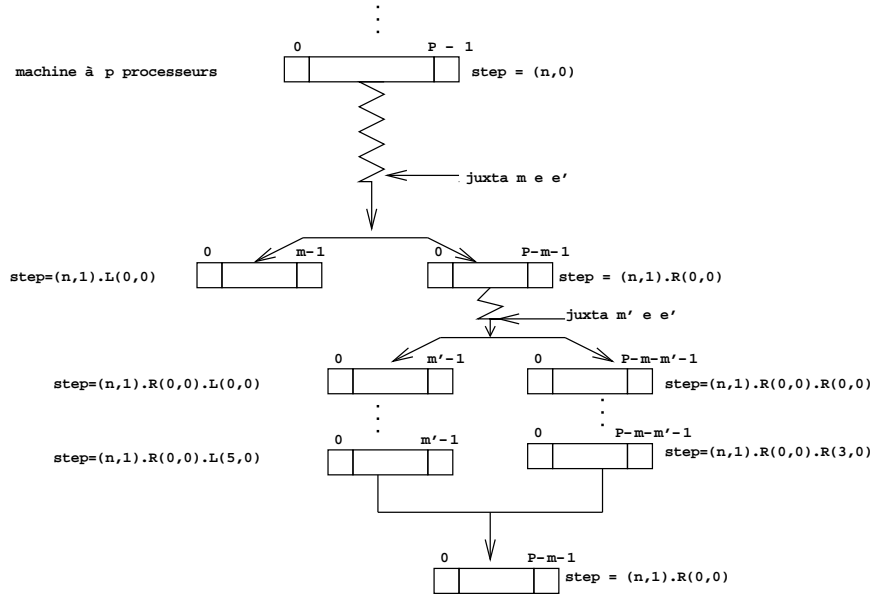 0 P - 1
machine à p processeurs step = (n,0)
juxta m e e’
0 m-1 0 P-m-1
step=(n,1).L(0,0) step = (n,1).R(0,0)
juxta m’ e e’
0 m’-1 0 P-m-m’-1
step=(n,1).R(0,0).L(0,0) step=(n,1).R(0,0).R(0,0)
0 m’-1 0 P-m-m’-1
step=(n,1).R(0,0).L(5,0) step=(n,1).R(0,0).R(3,0)
0 P-m-1
step = (n,1).R(0,0)